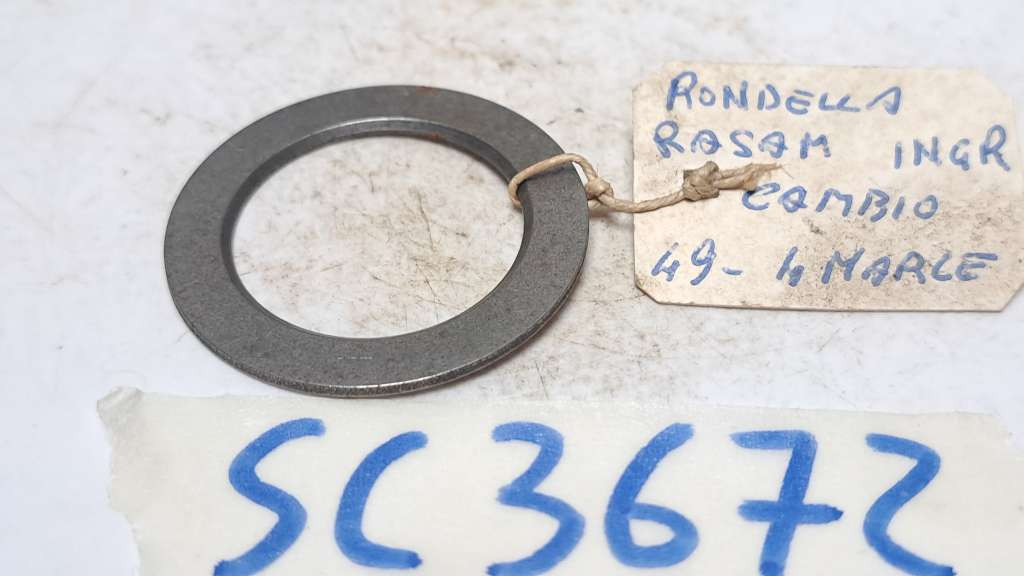 RONDELLA
RASAM INGR
CAMBIO
49- 4 MARCE
SC3672